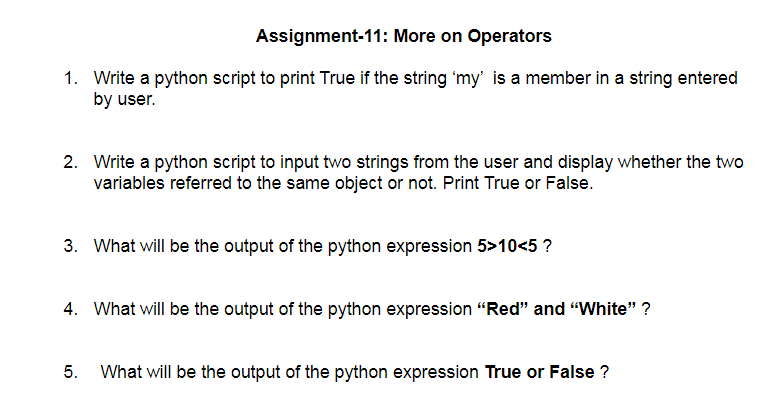 Assignment-11: More on Operators
1. Write a python script to print True if the string ‘my’ is a member in a string entered
by user.
2. Write a python script to input two strings from the user and display whether the two
variables referred to the same object or not. Print True or False.
3. What will be the output of the python expression 5>10<5 ?
4. What will be the output of the python expression “Red” and “White” ?
5. What will be the output of the python expression True or False ?